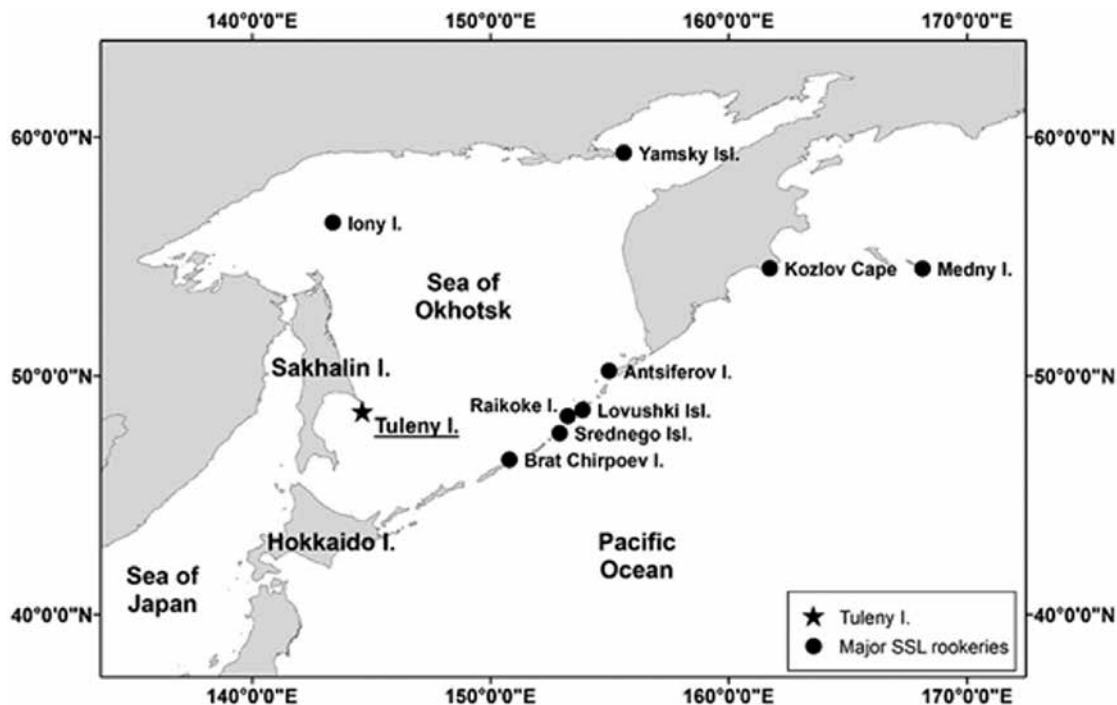 140°0'0"E 150°0'0"E 160°0'0"E 170°0'0"E
60°0'0"N 60°0'0"N
Yamsky Isl.
Iony I.
Kozlov Cape Medny I.
Sea of
Okhotsk
Sakhalin I.
50°0'0"N 50°0'0"N
Antsiferov I.
Raikoke I. Lovushki Isl.
Tuleny I.
Srednego Isl.
Brat Chirpoev I.
Hokkaido I.
Pacific
Ocean
Sea of
Japan
40°0'0"N 40°0'0"N
Tuleny I.
Major SSL rookeries
140°0'0"E 150°0'0"E 160°0'0"E 170°0'0"E